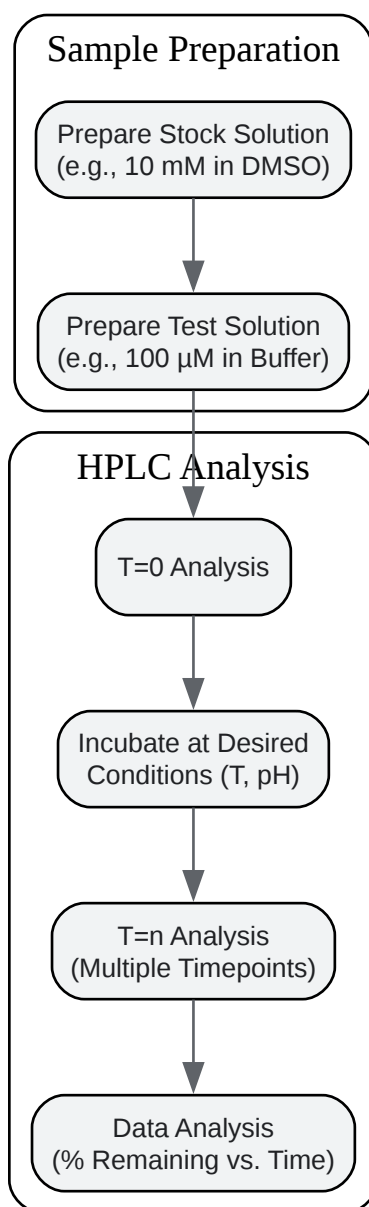 Sample Preparation
Prepare Stock Solution
(e.g., 10 mM in DMSO)
Prepare Test Solution
(e.g., 100 µM in Buffer)
HPLC Analysis
T=0 Analysis
Incubate at Desired
Conditions (T, pH)
T=n Analysis
(Multiple Timepoints)
Data Analysis
(% Remaining vs. Time)